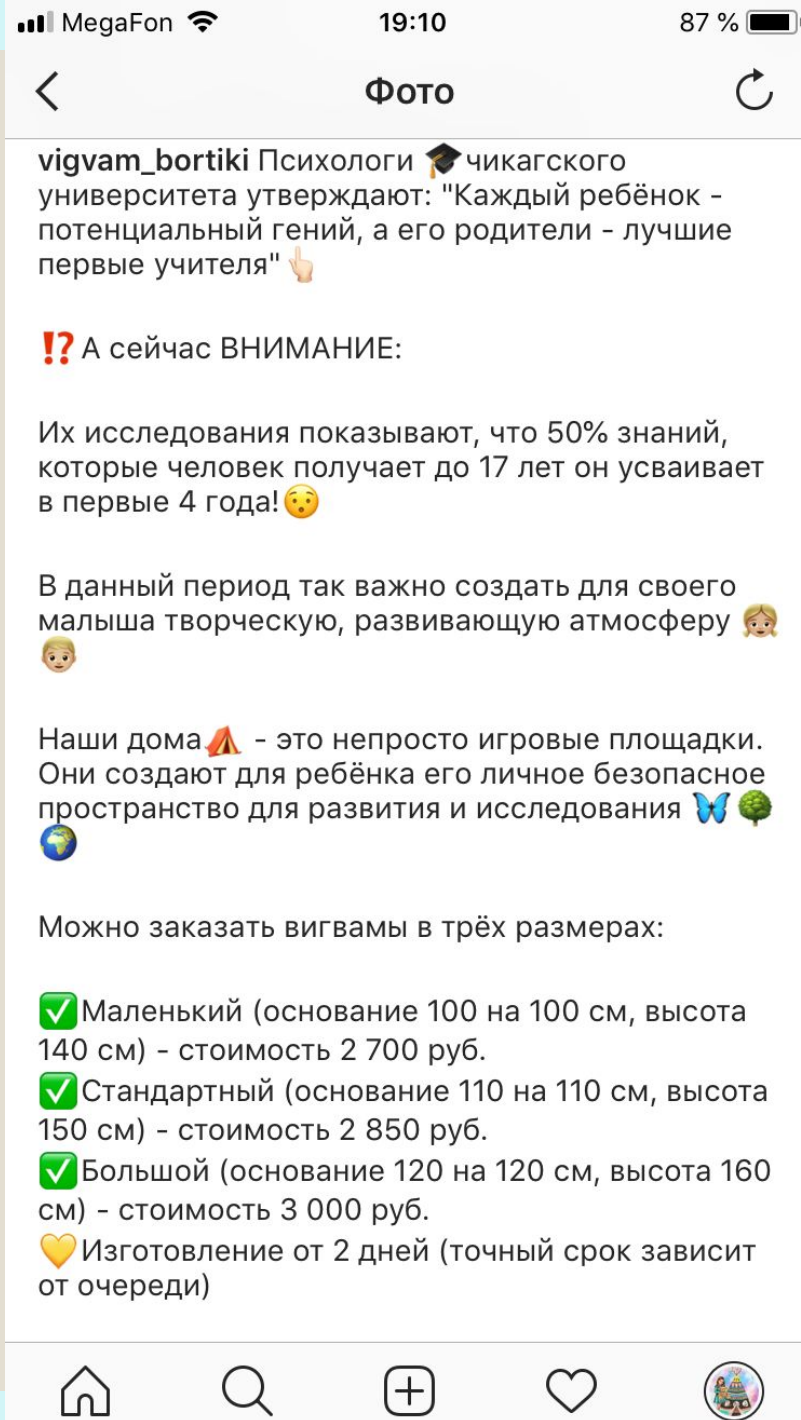 MegaFon 19:10 87 %
Фото
vigvam_bortiki Психологи 🎓чикагского
университета утверждают: "Каждый ребёнок -
потенциальный гений, а его родители - лучшие
первые учителя"👆🏻
⁉️А сейчас ВНИМАНИЕ:
Их исследования показывают, что 50% знаний,
которые человек получает до 17 лет он усваивает
в первые 4 года!😯
В данный период так важно создать для своего
малыша творческую, развивающую атмосферу 👧🏼
👦🏼
Наши дома⛺ - это непросто игровые площадки.
Они создают для ребёнка его личное безопасное
пространство для развития и исследования 🦋🌳
🌍
Можно заказать вигвамы в трёх размерах:
✅Маленький (основание 100 на 100 см, высота
140 см) - стоимость 2 700 руб.
✅Стандартный (основание 110 на 110 см, высота
150 см) - стоимость 2 850 руб.
✅Большой (основание 120 на 120 см, высота 160
см) - стоимость 3 000 руб.
💛Изготовление от 2 дней (точный срок зависит
от очереди)